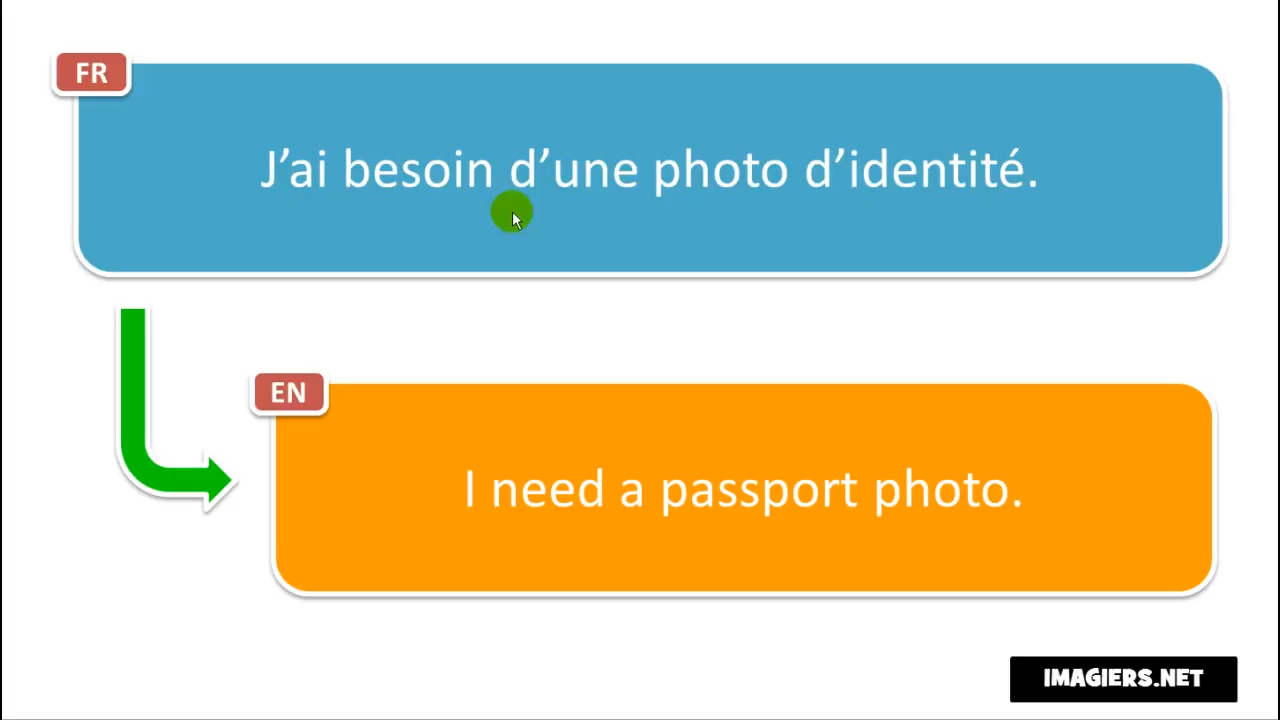 FR
J’ai besoin d’une photo d’identité.
EN
I need a passport photo.
IMAGIERS.NET